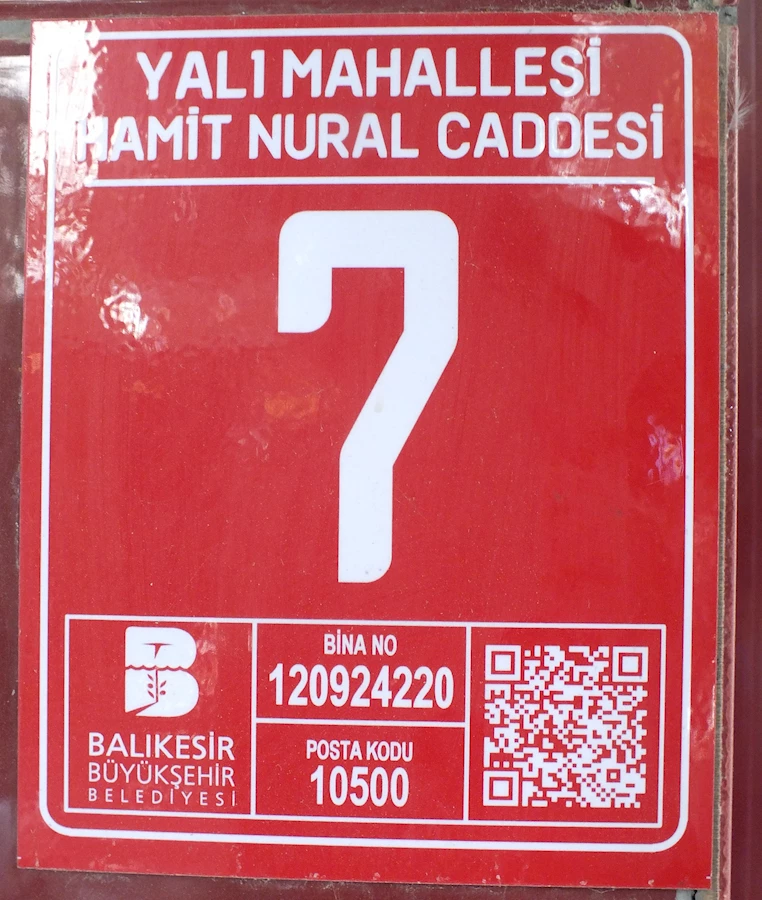 YALI MAHALLESİ
HAMİT NURAL CADDESİ
7
BALIKESİR
BÜYÜKŞEHİR
BELEDİYESİ
BİNA NO
120924220
POSTA KODU
10500